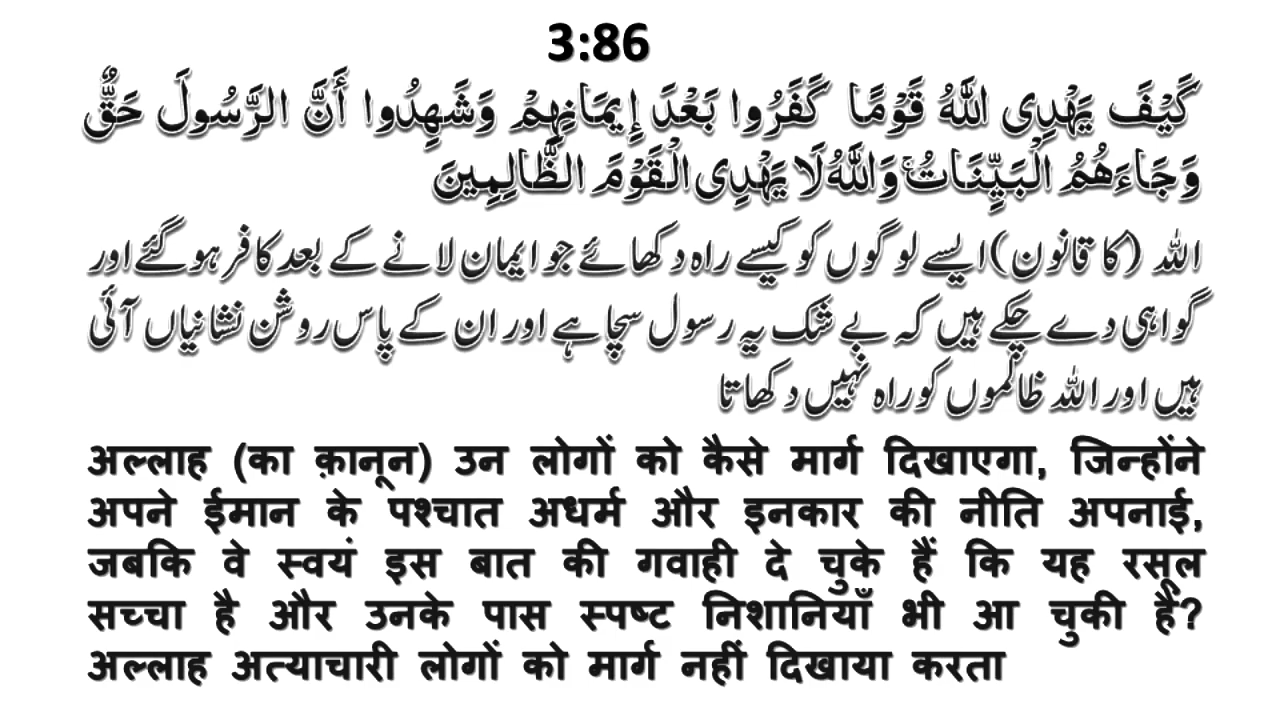 3:86
كَيْفَ يَهْدِى اللَّهُ قَوْمًا كَفَرُوا بَعْدَ إِيمَانِهِمْ وَشَهِدُوا أَنَّ الرَّسُولَ حَقٌّ
وَجَاءَهُمُ الْبَيِّنَاتُ ۚ وَاللَّهُ لَا يَهْدِى الْقَوْمَ الظَّالِمِينَ
اللہ (کا قانون) ایسے لوگوں کو کیسے راہ دکھائے جو ایمان لانے کے بعد کافر ہو گئے اور
گواہی دے چکے ہیں کہ بے شک یہ رسول سچا ہے اور ان کے پاس روشن نشانیاں آئی
ہیں اور اللہ ظالموں کو راہ نہیں دکھاتا
अल्लाह (का क़ानून) उन लोगों को कैसे मार्ग दिखाएगा, जिन्होंने
अपने ईमान के पश्चात अधर्म और इनकार की नीति अपनाई,
जबकि वे स्वयं इस बात की गवाही दे चुके हैं कि यह रसूल
सच्चा है और उनके पास स्पष्ट निशानियाँ भी आ चुकी हैं?
अल्लाह अत्याचारी लोगों को मार्ग नहीं दिखाया करता